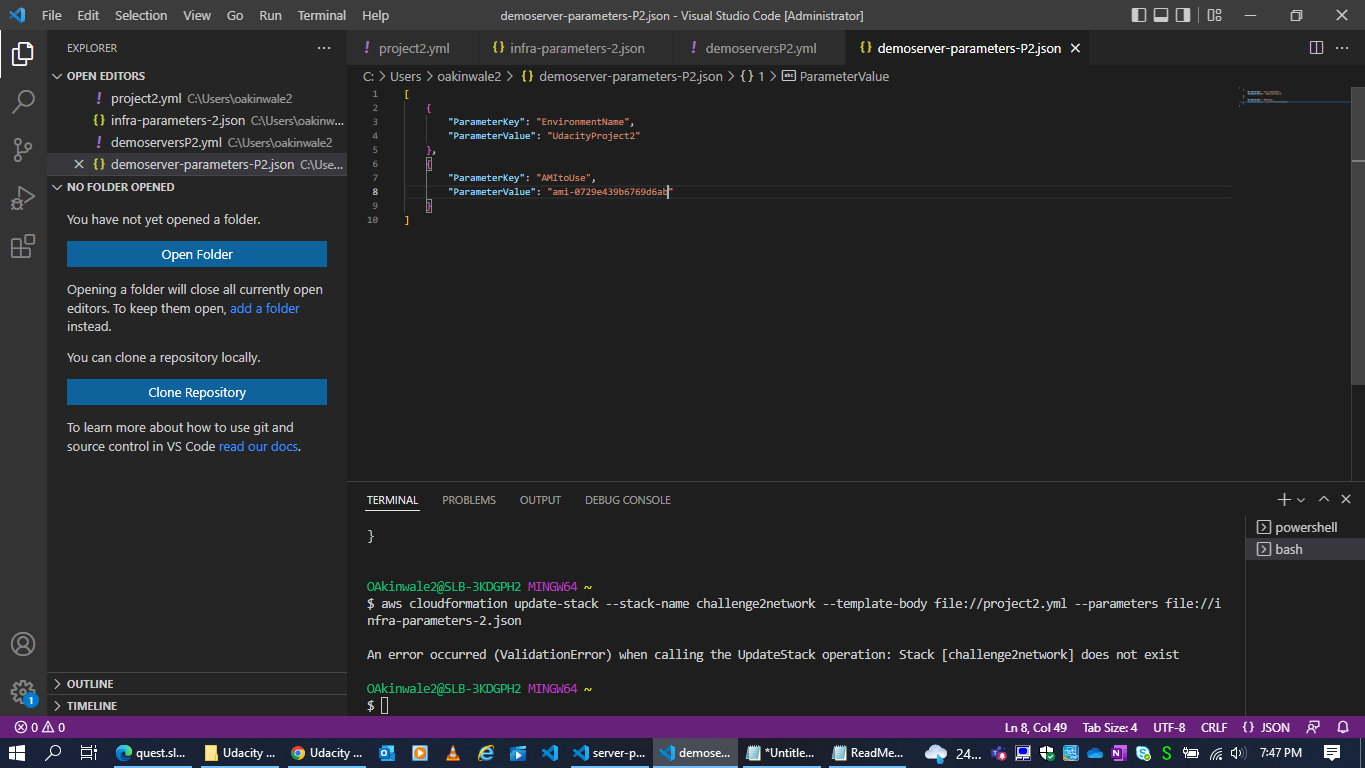 File Edit Selection View Go Run Terminal Help
demoserver-parameters-P2.json - Visual Studio Code [Administrator]
EXPLORER
OPEN EDITORS
project2.yml C:\Users\oakinwale2
infra-parameters-2.json C:\Users\oakinw...
demoserversP2.yml C:\Users\oakinwale2
demoserver-parameters-P2.json C:\Use...
NO FOLDER OPENED
You have not yet opened a folder.
Open Folder
Opening a folder will close all currently open
editors. To keep them open, add a folder
instead.
You can clone a repository locally.
Clone Repository
To learn more about how to use git and
source control in VS Code read our docs.
OUTLINE
TIMELINE
project2.yml infra-parameters-2.json demoserversP2.yml demoserver-parameters-P2.json
C: > Users > oakinwale2 > {} demoserver-parameters-P2.json > {} 1 > abc ParameterValue
1 [
2 {
3 "ParameterKey": "EnvironmentName",
4 "ParameterValue": "UdacityProject2"
5 },
6 {
7 "ParameterKey": "AMItoUse",
8 "ParameterValue": "ami-0729e439b6769d6ab"
9 }
10 ]
TERMINAL PROBLEMS OUTPUT DEBUG CONSOLE
powershell
bash
}
OAkinwale2@SLB-3KDGPH2 MINGW64 ~
$ aws cloudformation update-stack --stack-name challenge2network --template-body file://project2.yml --parameters file://i
nfra-parameters-2.json
An error occurred (ValidationError) when calling the UpdateStack operation: Stack [challenge2network] does not exist
OAkinwale2@SLB-3KDGPH2 MINGW64 ~
$
1
0 0
Ln 8, Col 49 Tab Size: 4 UTF-8 CRLF {} JSON
quest.sl... Udacity ... Udacity ... server-p... demose... *Untitle... ReadMe... 24... 7:47 PM